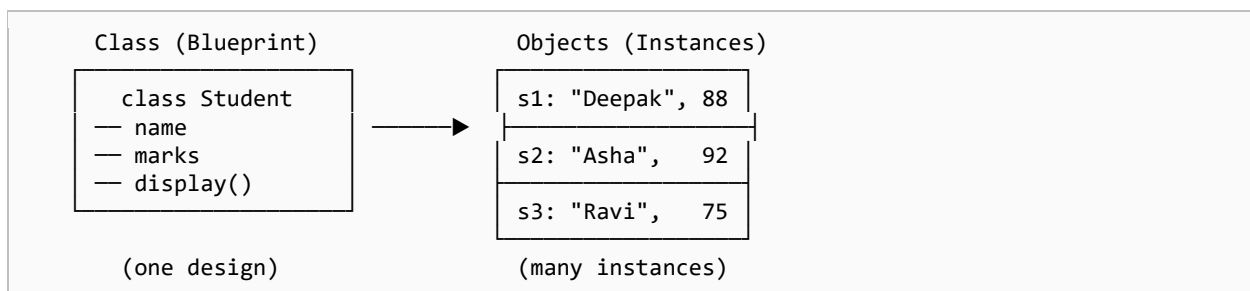 Class (Blueprint)    Objects (Instances)
class Student    s1: "Deepak", 88
── name
── marks    s2: "Asha",   92
── display()
s3: "Ravi",   75
(one design)    (many instances)